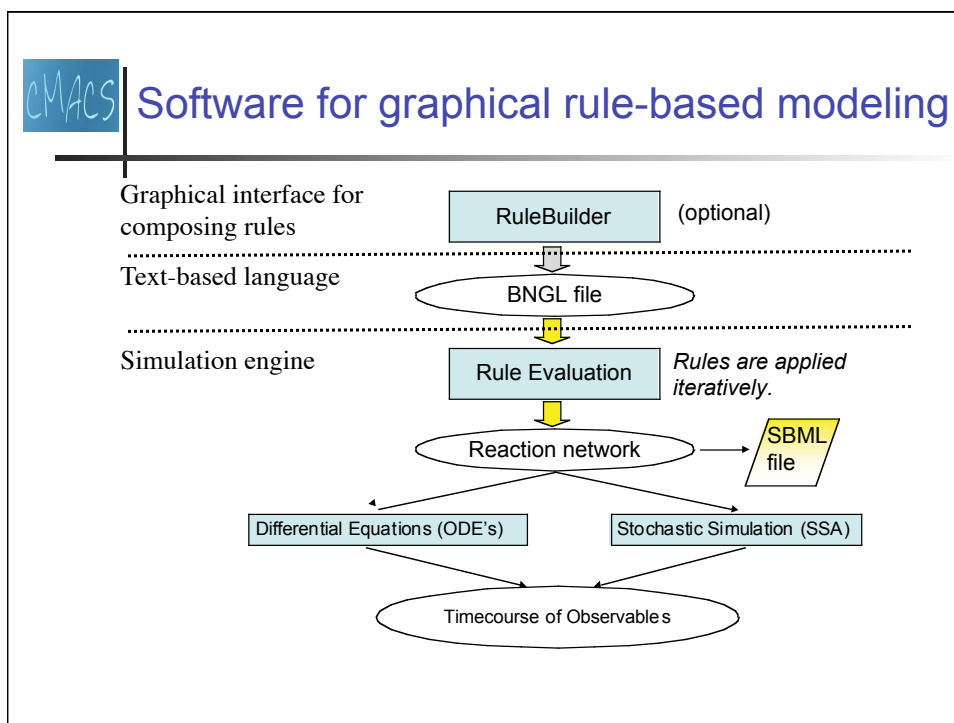 CMACS
Software for graphical rule-based modeling
Graphical interface for
composing rules
RuleBuilder
(optional)
Text-based language
BNGL file
Simulation engine
Rule Evaluation
Rules are applied
iteratively.
Reaction network
SBML
file
Differential Equations (ODE's)
Stochastic Simulation (SSA)
Timecourse of Observables